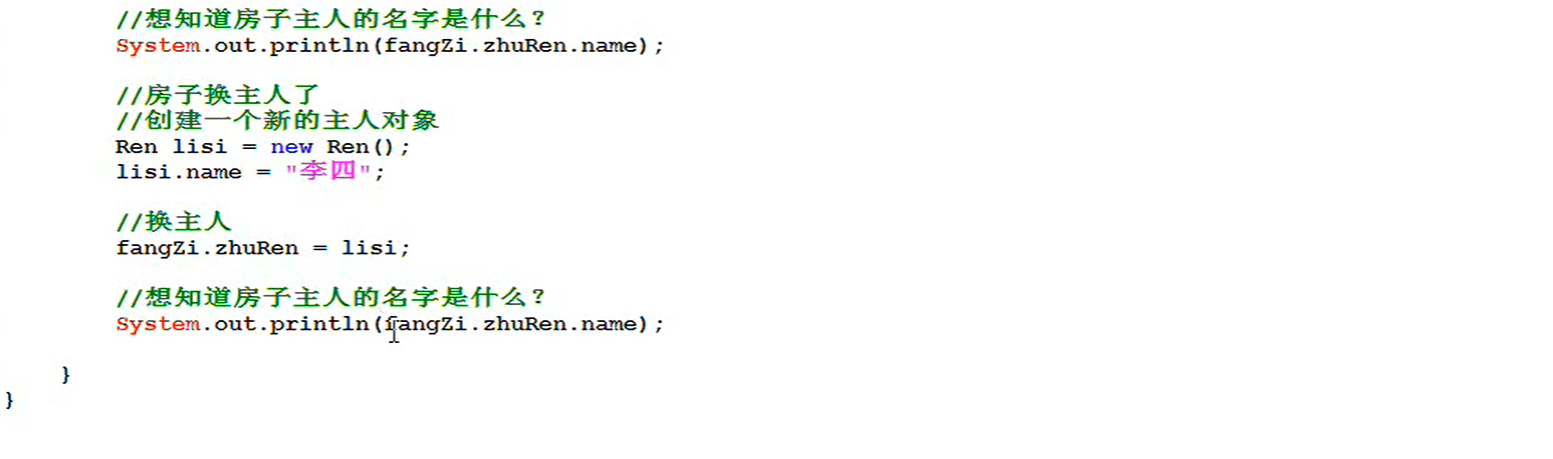 //想知道房子主人的名字是什么?
System.out.println(fangZi.zhuRen.name);
//房子换主人了
//创建一个新的主人对象
Ren lisi = new Ren();
lisi.name = "李四";
//换主人
fangZi.zhuRen = lisi;
//想知道房子主人的名字是什么?
System.out.println(fangZi.zhuRen.name);
}
}